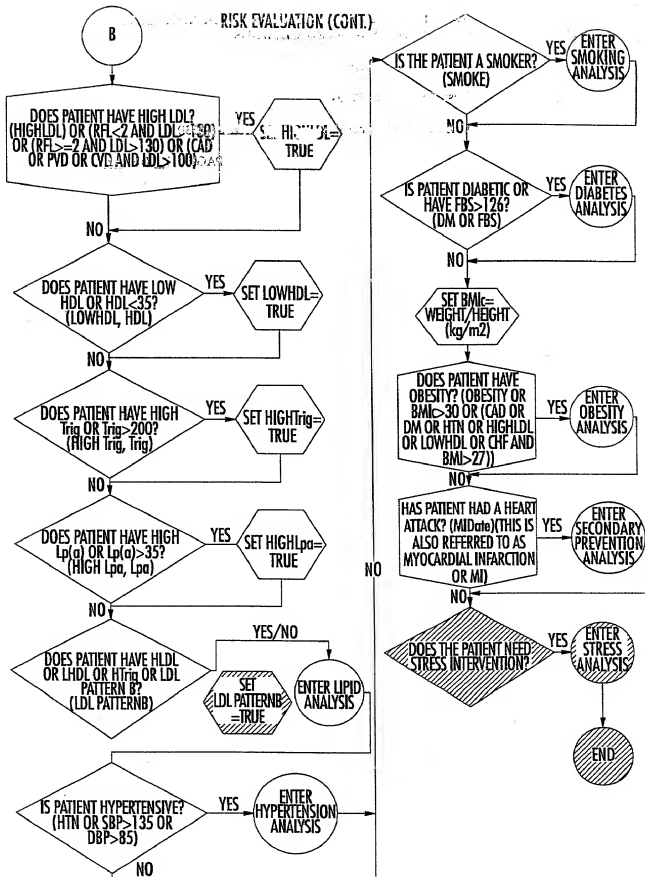 RISK EVALUATION (CONT.)
B
DOES PATIENT HAVE HIGH LDL?
(HIGHLDL) OR (RFL<2 AND LDL>
OR (RFL>=2 AND LDL>130) OR (CAD
OR PVD OR CVD AND LDL>100)
YES
TRUE
NO
DOES PATIENT HAVE LOW
HDL OR HDL<35?
(LOWHDL, HDL)
YES
SET LOWHDL=
TRUE
NO
DOES PATIENT HAVE HIGH
Trig OR Trig>200?
(HIGH Trig, Trig)
YES
SET HIGHTrig=
TRUE
NO
DOES PATIENT HAVE HIGH
Lp(a) OR Lp(a)>35?
(HIGH Lpa, Lpa)
YES
SET HIGHLpa=
TRUE
NO
DOES PATIENT HAVE HLDL
OR LHDL OR HTrig OR LDL
PATTERN B?
(LDL PATTERNB)
YES/NO
SET
LDL PATTERNB
=TRUE
ENTER LIPID
ANALYSIS
IS PATIENT HYPERTENSIVE?
(HTN OR SBP>135 OR
DBP>85)
YES
ENTER
HYPERTENSION
ANALYSIS
NO
NO
IS THE PATIENT A SMOKER?
(SMOKE)
YES
ENTER
SMOKING
ANALYSIS
NO
IS PATIENT DIABETIC OR
HAVE FBS>126?
(DM OR FBS)
YES
ENTER
DIABETES
ANALYSIS
NO
SET BMIc=
WEIGHT/HEIGHT
(kg/m2)
DOES PATIENT HAVE
OBESITY? (OBESITY OR
BMI>30 OR (CAD OR
DM OR HTN OR HIGHLDL
OR LOWHDL OR CHF AND
BMI>27))
YES
ENTER
OBESITY
ANALYSIS
NO
HAS PATIENT HAD A HEART
ATTACK? (MIDate)(THIS IS
ALSO REFERRED TO AS
MYOCARDIAL INFARCTION
OR MI)
YES
ENTER
SECONDARY
PREVENTION
ANALYSIS
NO
DOES THE PATIENT NEED
STRESS INTERVENTION?
YES
ENTER
STRESS
ANALYSIS
END